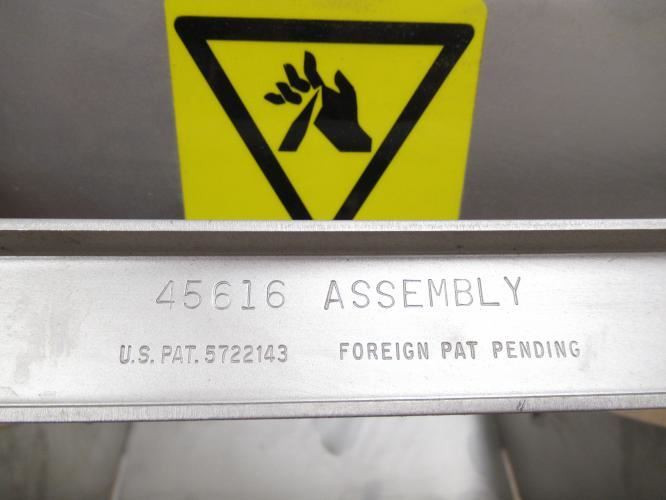 45616 ASSEMBLY
U.S. PAT. 5722143 FOREIGN PAT PENDING